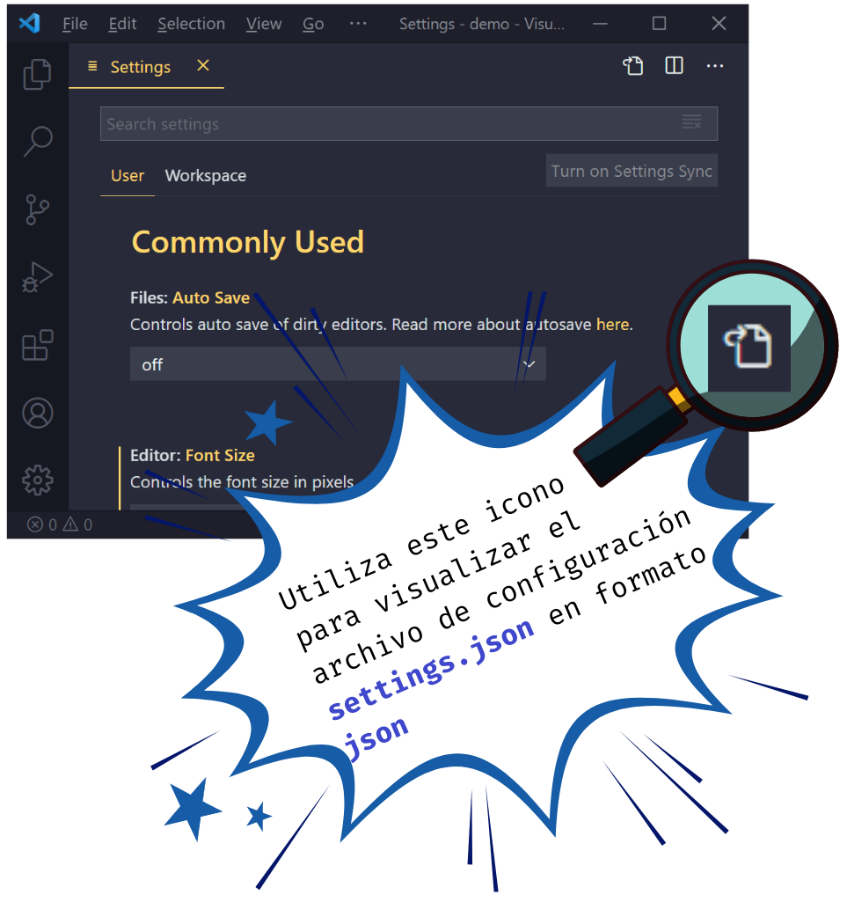 File Edit Selection View Go ··· Settings - demo - Visu...
Settings
Search settings
User Workspace Turn on Settings Sync
Commonly Used
Files: Auto Save
Controls auto save of dirty editors. Read more about autosave here.
off
Editor: Font Size
Controls the font size in pixels
0 0
Utiliza este icono
para visualizar el
archivo de configuración
settings.json en formato
json